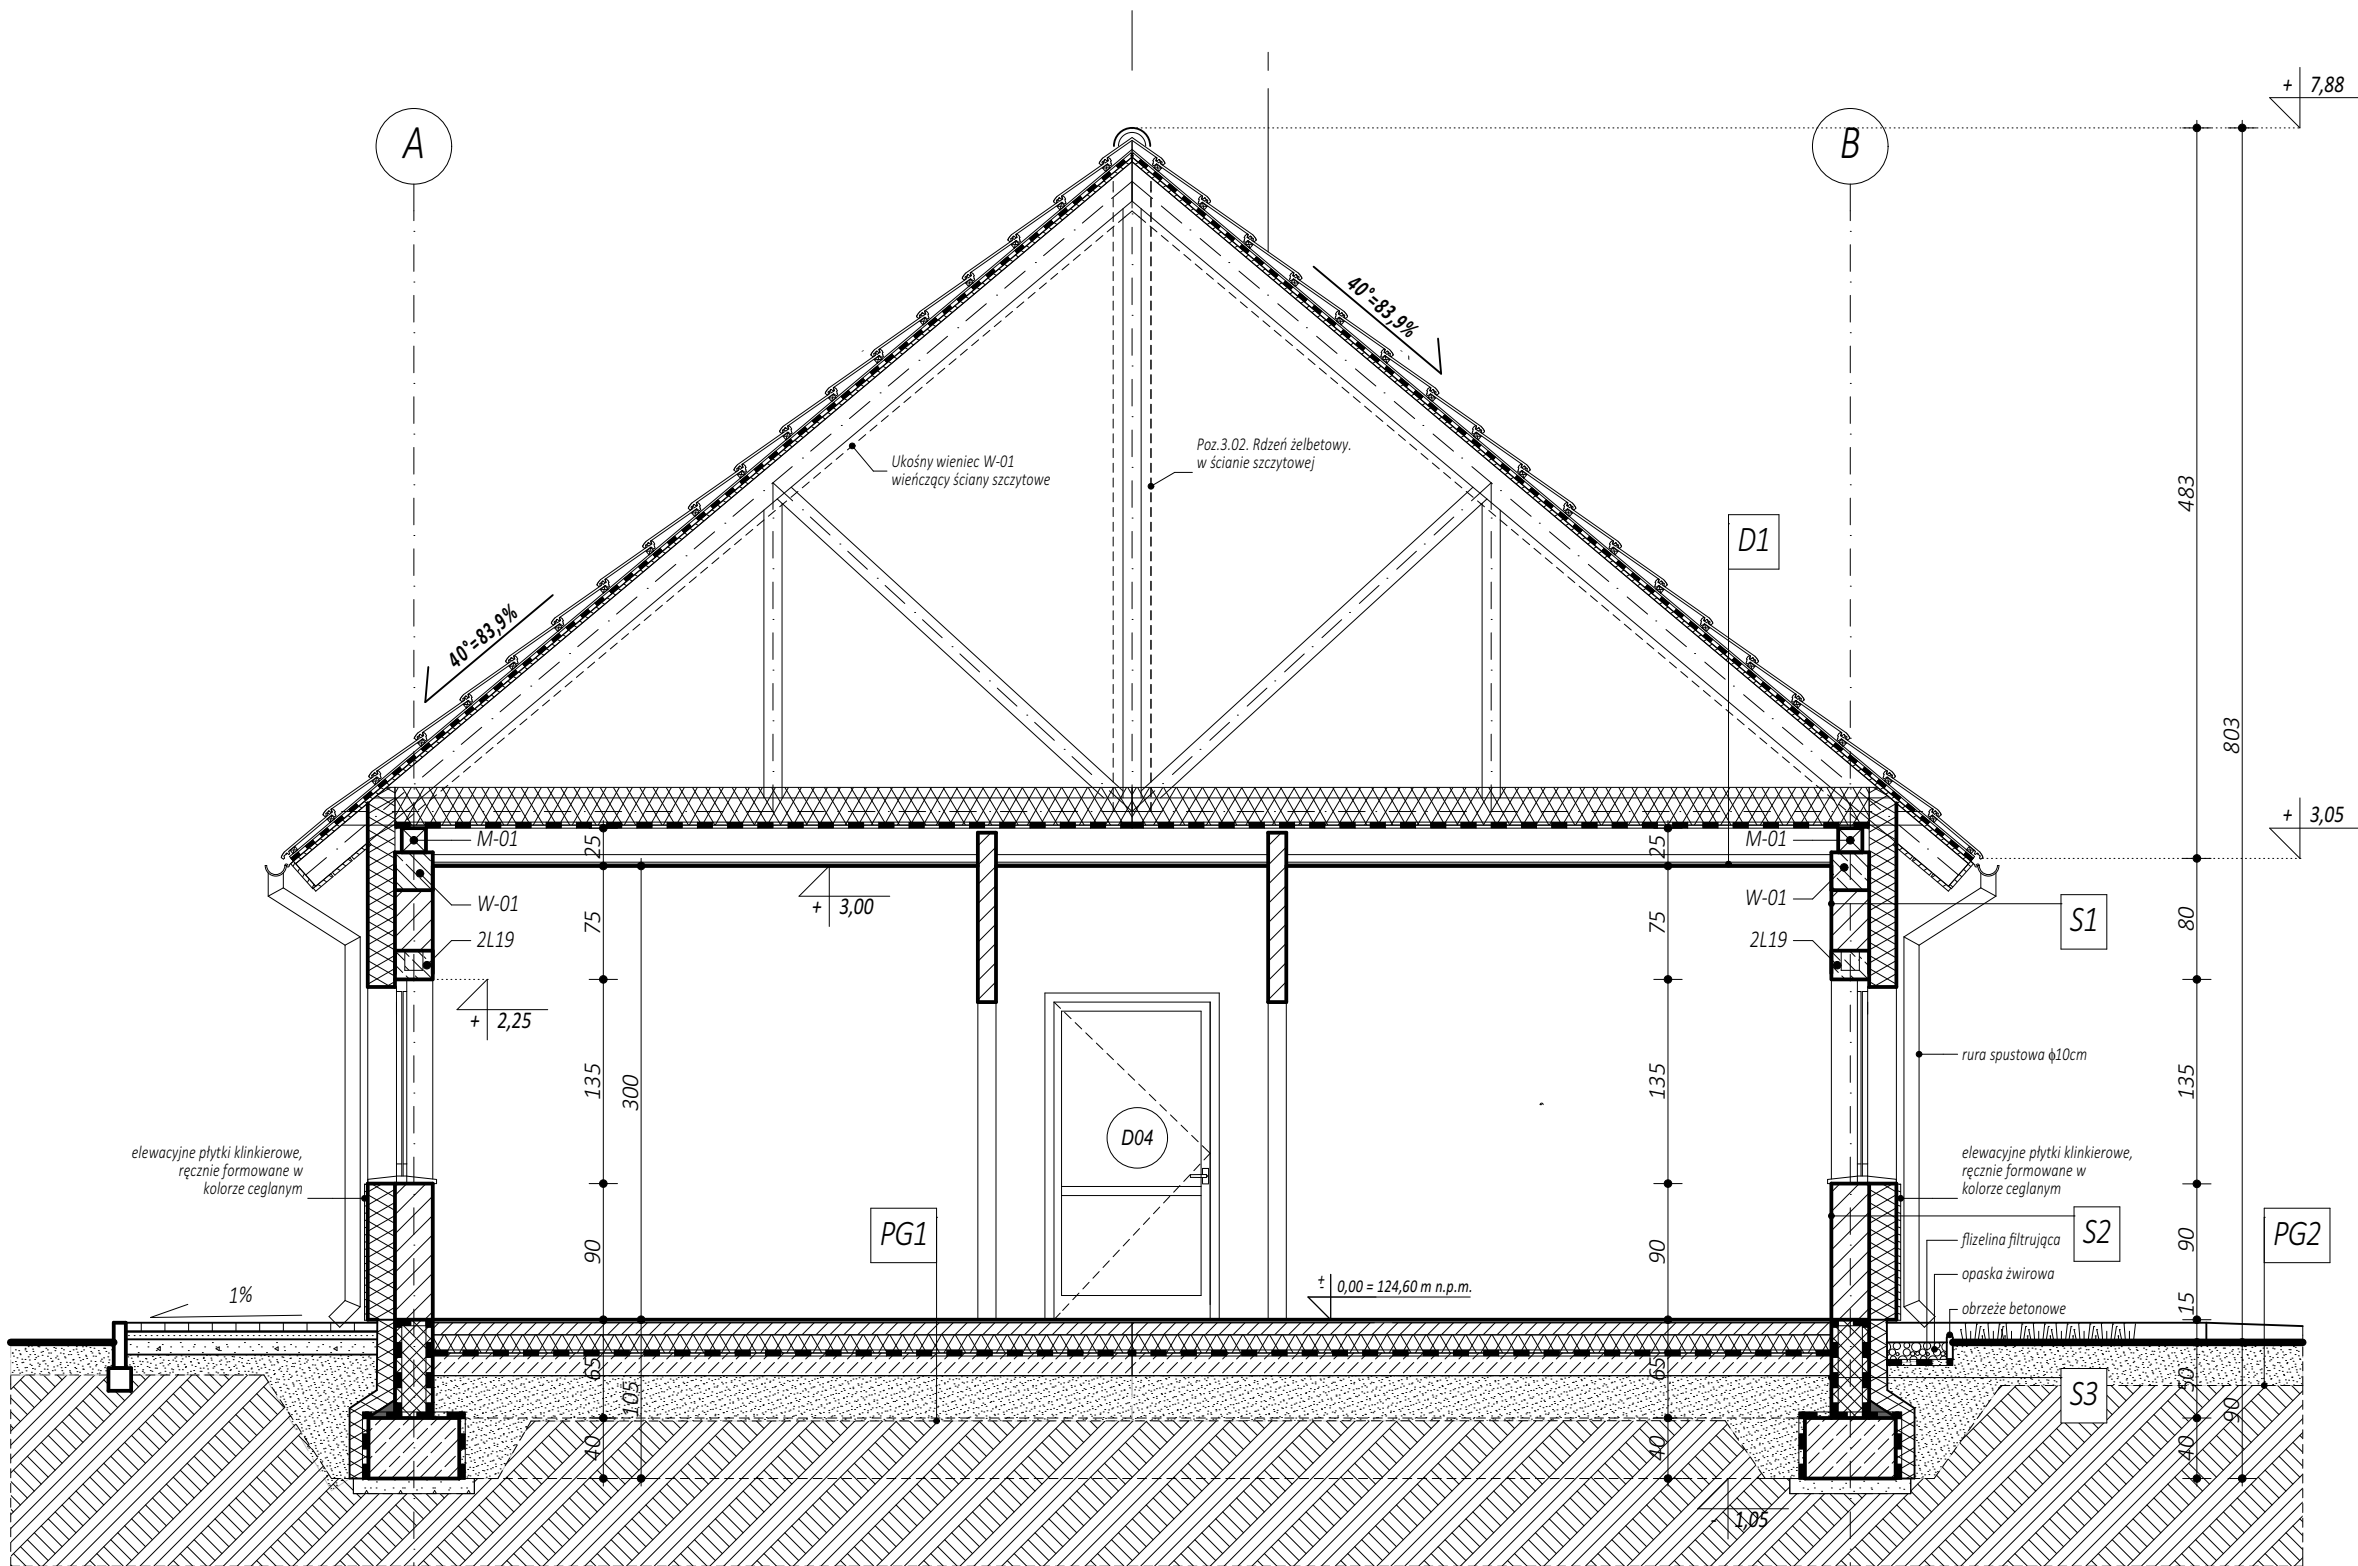 + 7,88
A
B
40°=83,9%
Ukośny wieniec W-01
wieńczący ściany szczytowe
Poz.3.02. Rdzeń żelbetowy.
w ścianie szczytowej
483
D1
40°=83,9%
803
+ 3,05
M-01
25
25
M-01
W-01
+ 3,00
75
75
W-01
S1
80
2L19
2L19
+ 2,25
135
300
135
rura spustowa ϕ10cm
135
elewacyjne płytki klinkierowe,
ręcznie formowane w
kolorze ceglanym
D04
elewacyjne płytki klinkierowe,
ręcznie formowane w
kolorze ceglanym
PG1
90
90
S2
90
PG2
flizelina filtrująca
opaska żwirowa
1%
± 0,00 = 124,60 m n.p.m.
obrzeże betonowe
15
65
105
65
S3
50
90
40
40
40
- 1,05